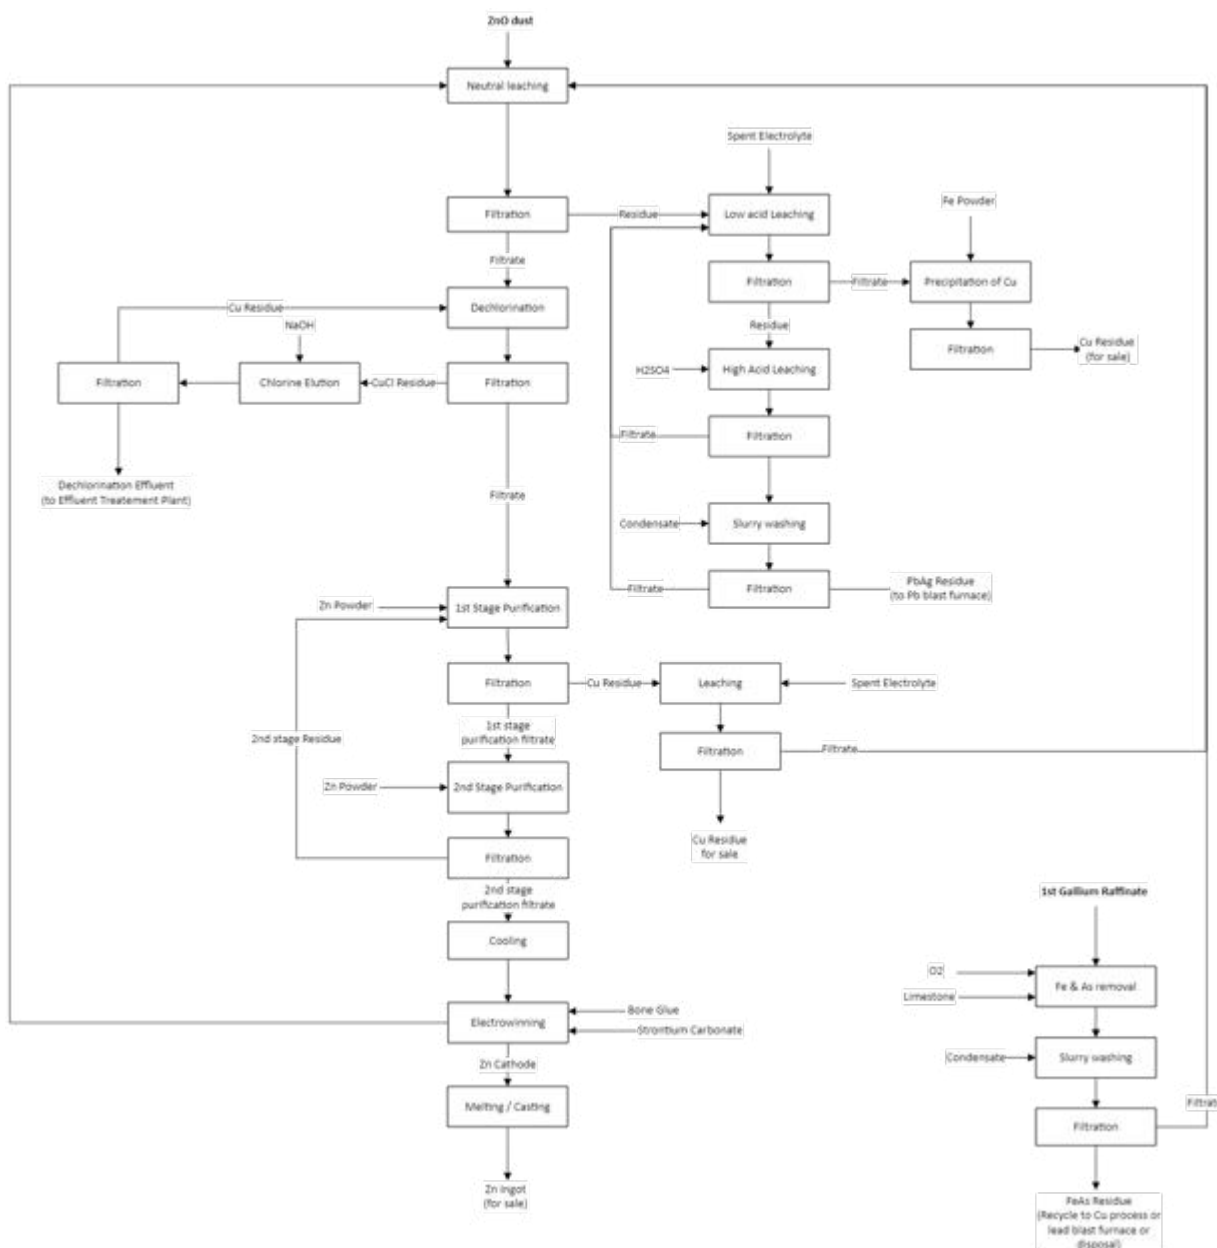 ZnO dust
Neutral leaching
Spent Electrolyte
Filtration
Residue
Low acid Leaching
Fe Powder
Filtrate
Filtration
Filtrate
Precipitation of Cu
Cu Residue
Dechlorination
NaOH
Residue
Filtration
Cu Residue
(for sale)
Filtration
Chlorine Elution
CuCl Residue
Filtration
H2SO4
High Acid Leaching
Filtrate
Filtration
Dechlorination Effluent
(to Effluent Treatement Plant)
Filtrate
Condensate
Slurry washing
Filtrate
Filtration
PbAg Residue
(to Pb blast furnace)
Zn Powder
1st Stage Purification
Filtration
Cu Residue
Leaching
Spent Electrolyte
1st stage
purification filtrate
2nd stage Residue
Filtration
Filtrate
Zn Powder
2nd Stage Purification
Cu Residue
for sale
Filtration
2nd stage
purification filtrate
1st Gallium Raffinate
Cooling
O2
Fe & As removal
Limestone
Bone Glue
Electrowinning
Strontium Carbonate
Condensate
Slurry washing
Zn Cathode
Melting / Casting
Filtrat
Filtration
Zn Ingot
(for sale)
FeAs Residue
(Recycle to Cu process or
lead blast furnace or
disposal)